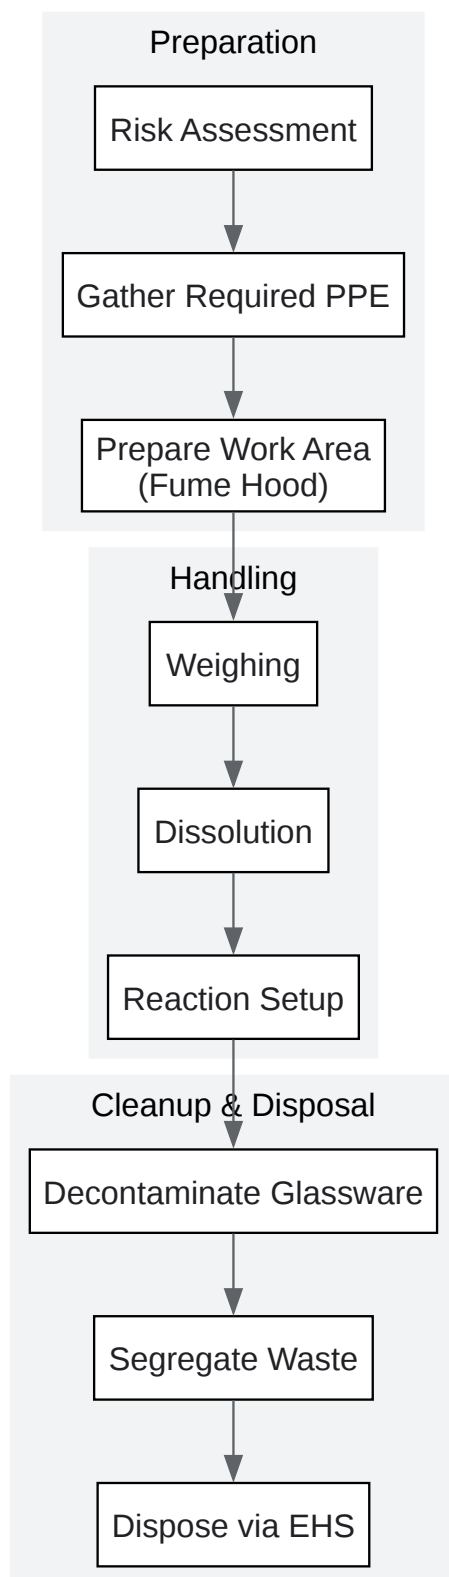 Preparation
Risk Assessment
Gather Required PPE
Prepare Work Area
(Fume Hood)
Handling
Weighing
Dissolution
Reaction Setup
Cleanup & Disposal
Decontaminate Glassware
Segregate Waste
Dispose via EHS